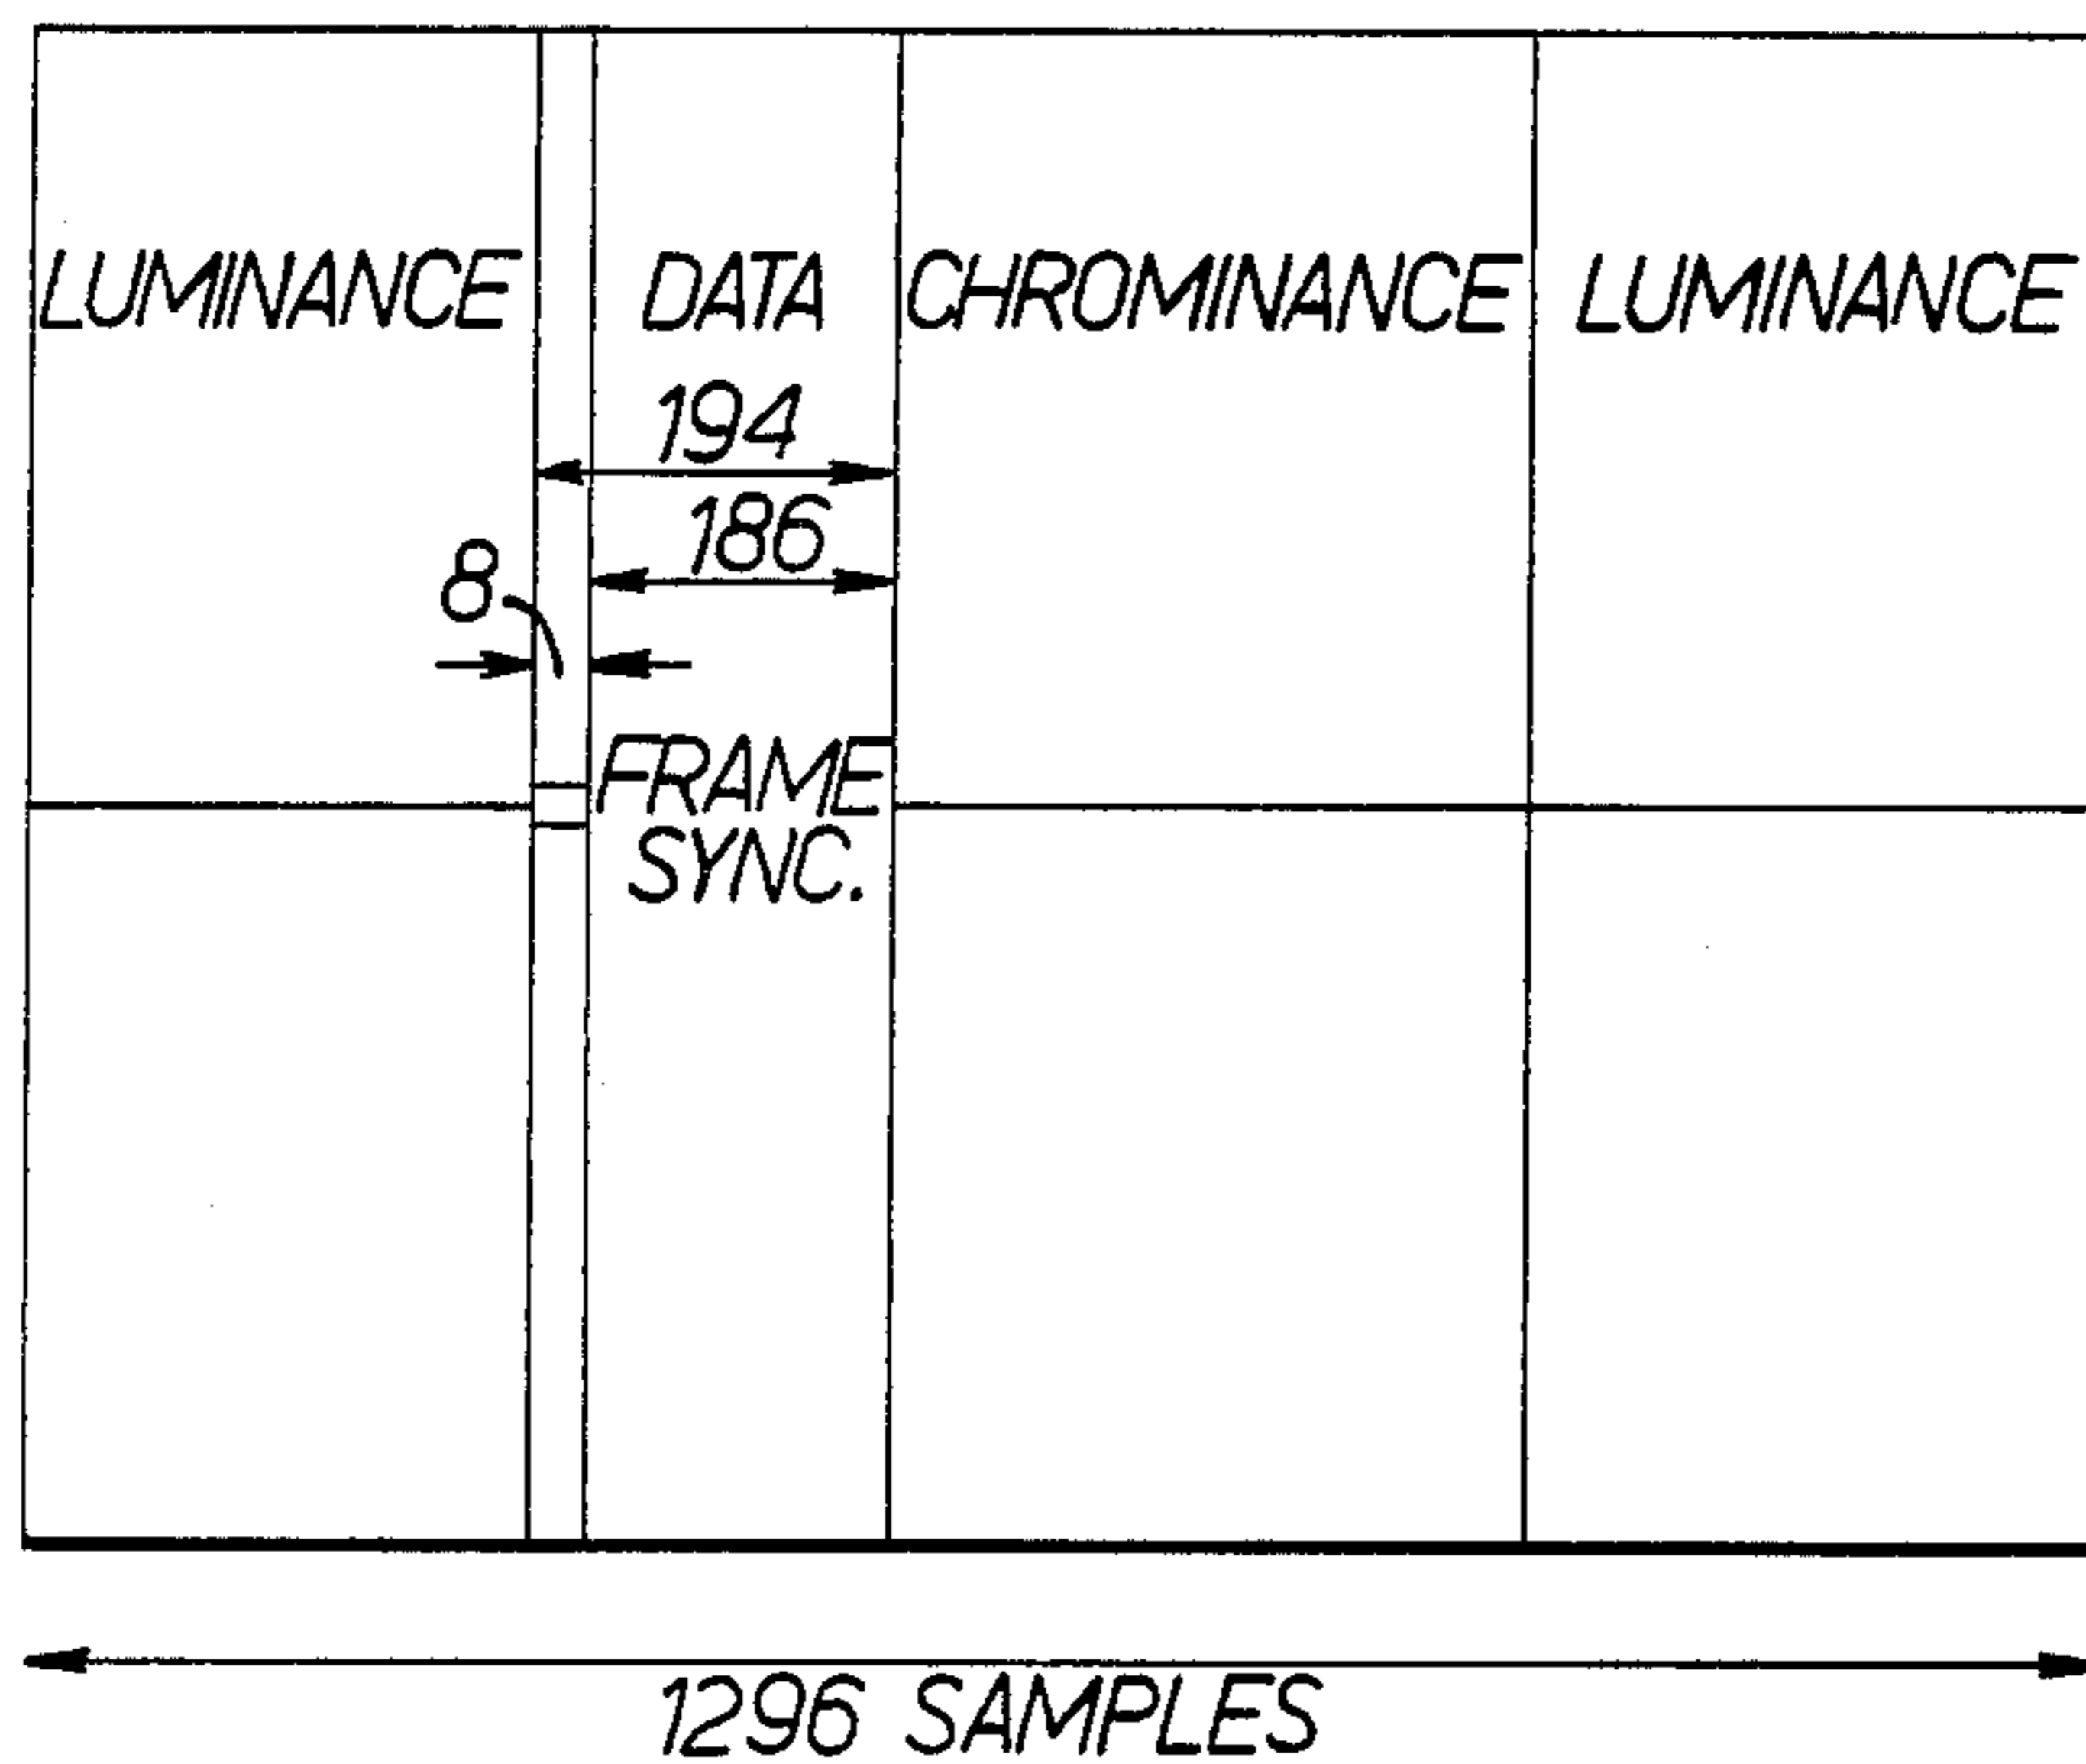 LUMINANCE DATA CHROMINANCE LUMINANCE
194
186
8
FRAME
SYNC.
1296 SAMPLES